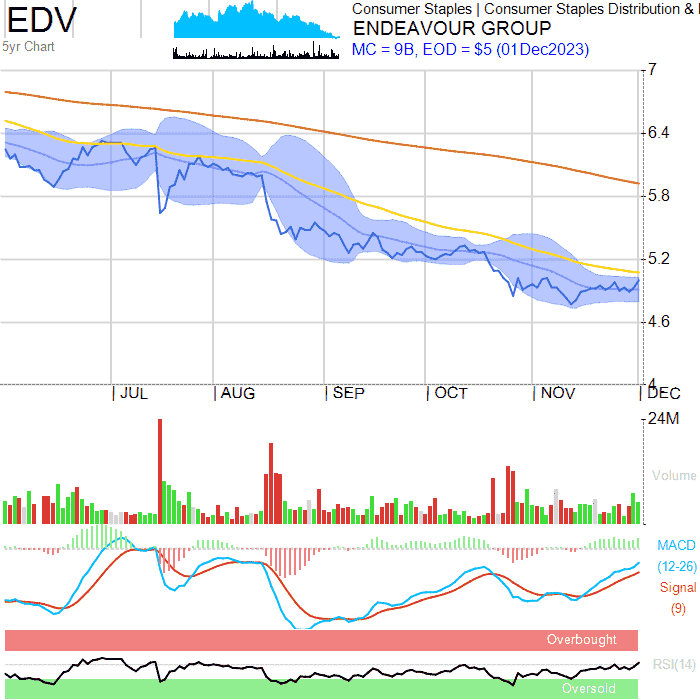 EDV
5yr Chart
Consumer Staples | Consumer Staples Distribution &
ENDEAVOUR GROUP
MC = 9B, EOD = $5 (01Dec2023)
7
6.4
5.8
5.2
4.6
4
JUL AUG SEP OCT NOV DEC
24M
Volume
MACD
(12-26)
Signal
(9)
Overbought
RSI(14)
Oversold